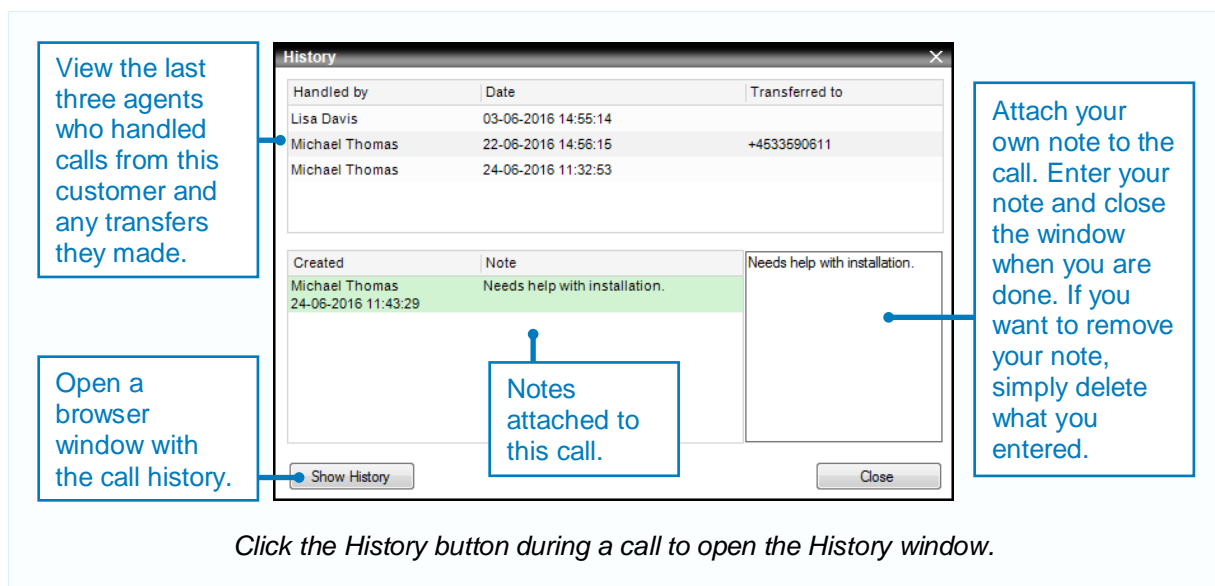 View the last
three agents
who handled
calls from this
customer and
any transfers
they made.
History
Handled by Date Transferred to
Lisa Davis 03-06-2016 14:55:14
Michael Thomas 22-06-2016 14:56:15 +4533590611
Michael Thomas 24-06-2016 11:32:53
Attach your
own note to the
call. Enter your
note and close
the window
when you are
done. If you
want to remove
your note,
simply delete
what you
entered.
Created Note
Michael Thomas Needs help with installation.
24-06-2016 11:43:29
Needs help with installation.
Open a
browser
window with
the call history.
Notes
attached to
this call.
Show History Close
Click the History button during a call to open the History window.